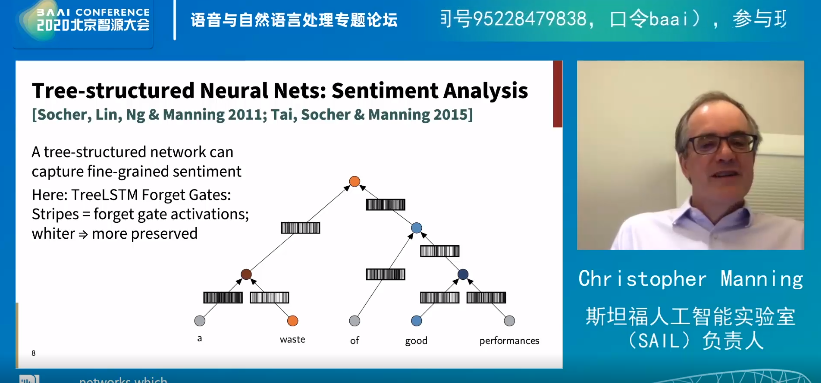 BAAI CONFERENCE
2020北京智源大会
语音与自然语言处理专题论坛
司号95228479838，口令baai），参与现
Tree-structured Neural Nets: Sentiment Analysis
[Socher, Lin, Ng & Manning 2011; Tai, Socher & Manning 2015]
A tree-structured network can
capture fine-grained sentiment
Here: TreeLSTM Forget Gates:
Stripes = forget gate activations;
whiter ⇒ more preserved
a
waste
of
good
performances
8
Christopher Manning
斯坦福人工智能实验室
（SAIL）负责人
networks which